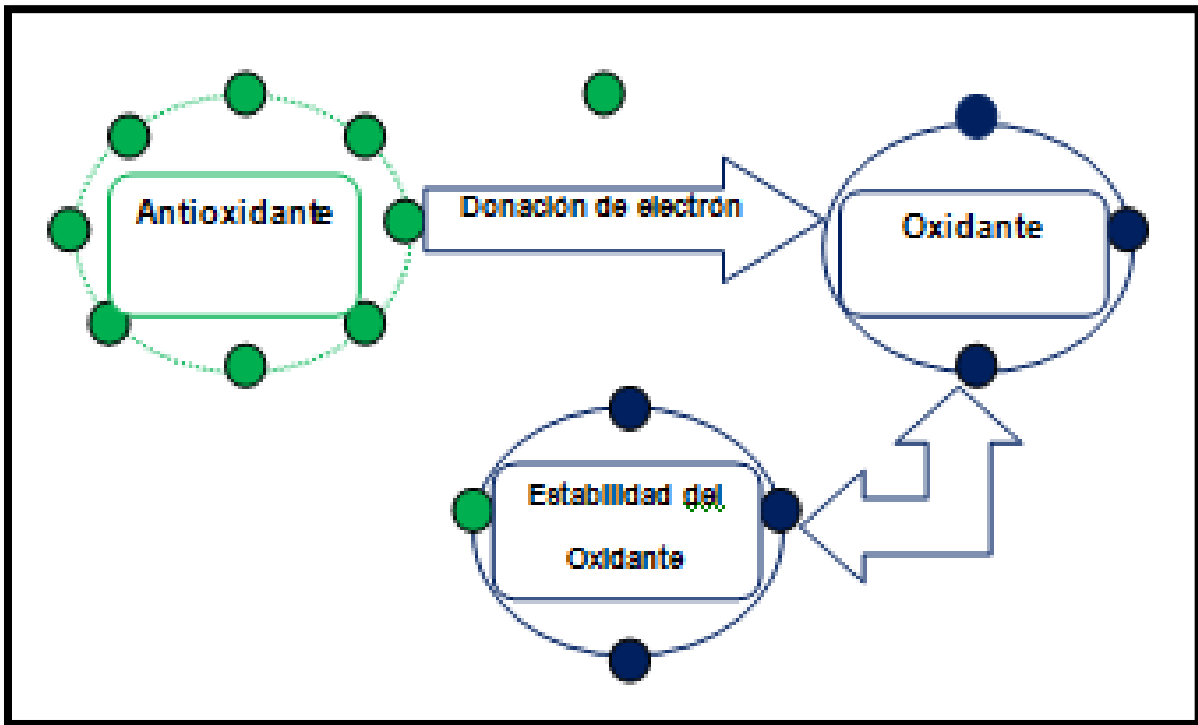 Antioxidante
Donación de electrón
Oxidante
Estabilidad del
Oxidante